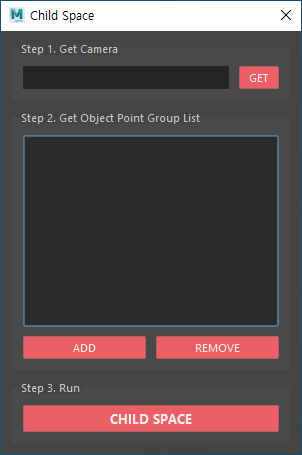 Child Space
Step 1. Get Camera
GET
Step 2. Get Object Point Group List
ADD
REMOVE
Step 3. Run
CHILD SPACE